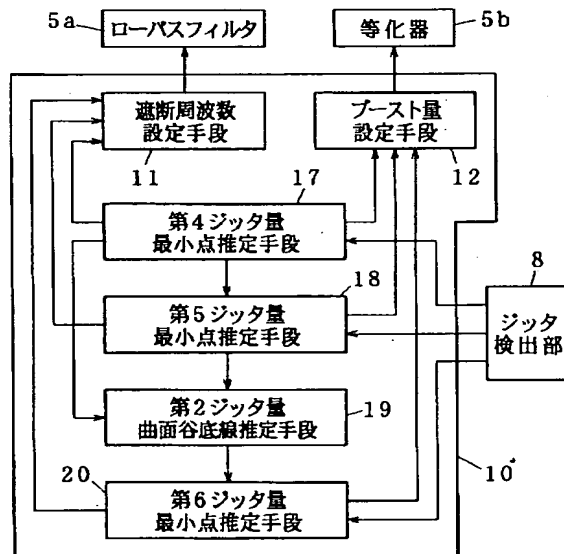 5a
ローパスフィルタ
等化器
5b
遮断周波数
設定手段
11
ブースト量
設定手段
12
17
第4ジッタ量
最小点推定手段
18
第5ジッタ量
最小点推定手段
8
ジッタ
検出部
第2ジッタ量
曲面谷底線推定手段
19
20
第6ジッタ量
最小点推定手段
10'